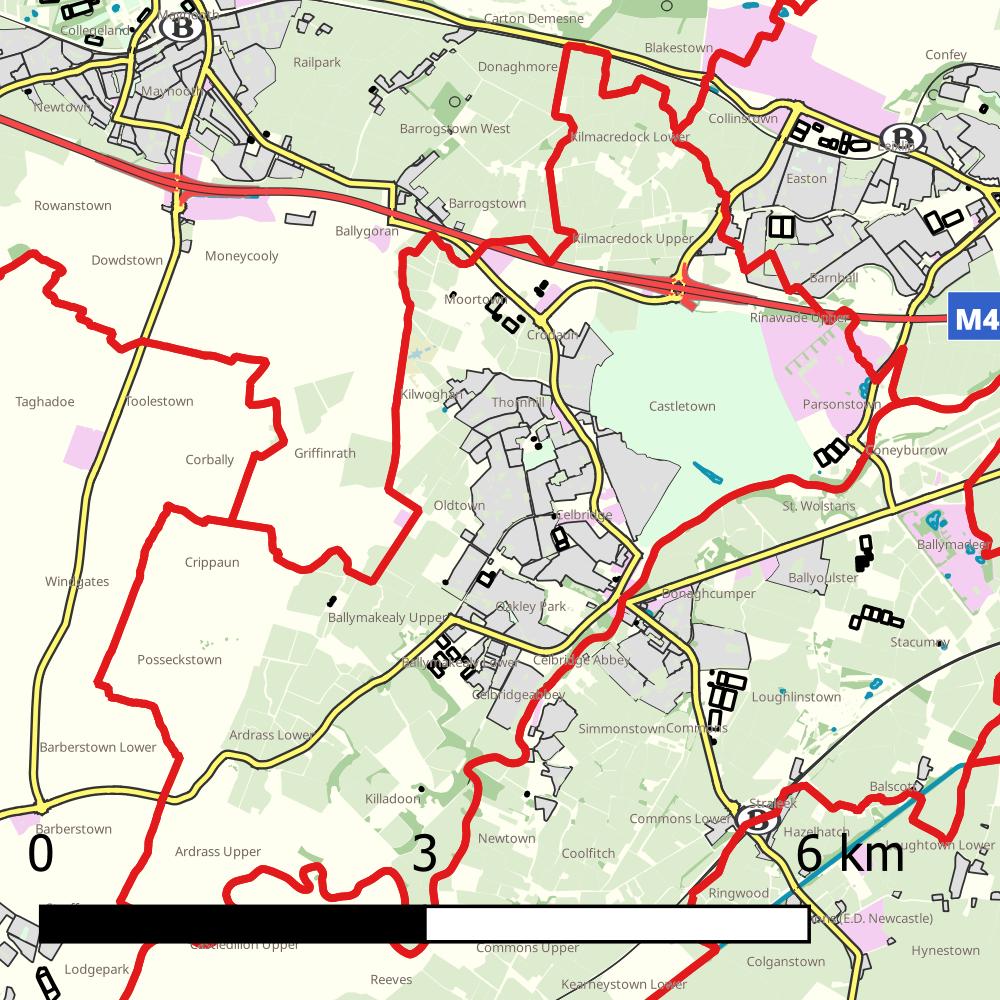 Maynooth
Carton Demesne
Collegeland
B
Blakestown
Confey
Railpark
Donaghmore
Maynooth
Newtown
Collinstown
Barrogstown West
Kilmacredock Lower
B
Leixlip
Easton
Rowanstown
Barrogstown
Ballygoran
Kilmacredock Upper
Dowdstown
Moneycooly
Barnhall
Moortown
Rinawade Upper
M4
Crodaun
Kilwoghan
Taghadoe
Toolestown
Thornhill
Castletown
Parsonstown
Griffinrath
Corbally
Coneyburrow
Oldtown
St. Wolstans
Celbridge
Ballymadeer
Crippaun
Windgates
Ballyoulster
Donaghcumper
Oakley Park
Ballymakealy Upper
Stacumny
Posseckstown
Ballymakealy Lower
Celbridge Abbey
Celbridgeabbey
Loughlinstown
Simmonstown
Commons
Ardrass Lower
Barberstown Lower
Balscott
Killadoon
Straleek
Commons Lower
Barberstown
Hazelhatch
Newtown
Loughtown Lower
0
3
6 km
Ardrass Upper
Coolfitch
Ringwood
(E.D. Newcastle)
Castledillon Upper
Commons Upper
Hynestown
Colganstown
Lodgepark
Reeves
Kearneystown Lower